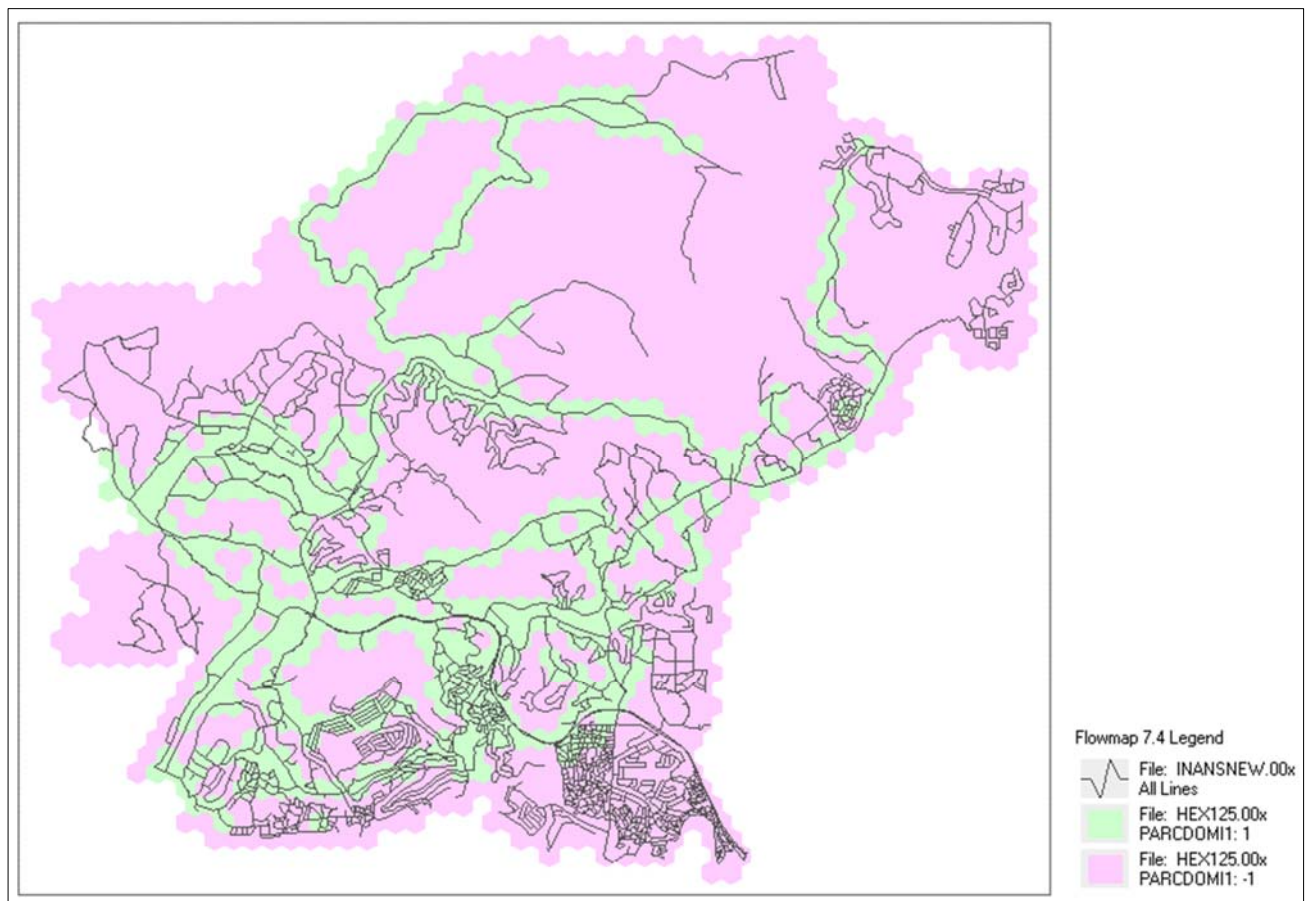 Flowmap 7.4 Legend
File: INANSNEW.00x
All Lines
File: HEX125.00x
PARCDOMI1: 1
File: HEX125.00x
PARCDOMI1: -1